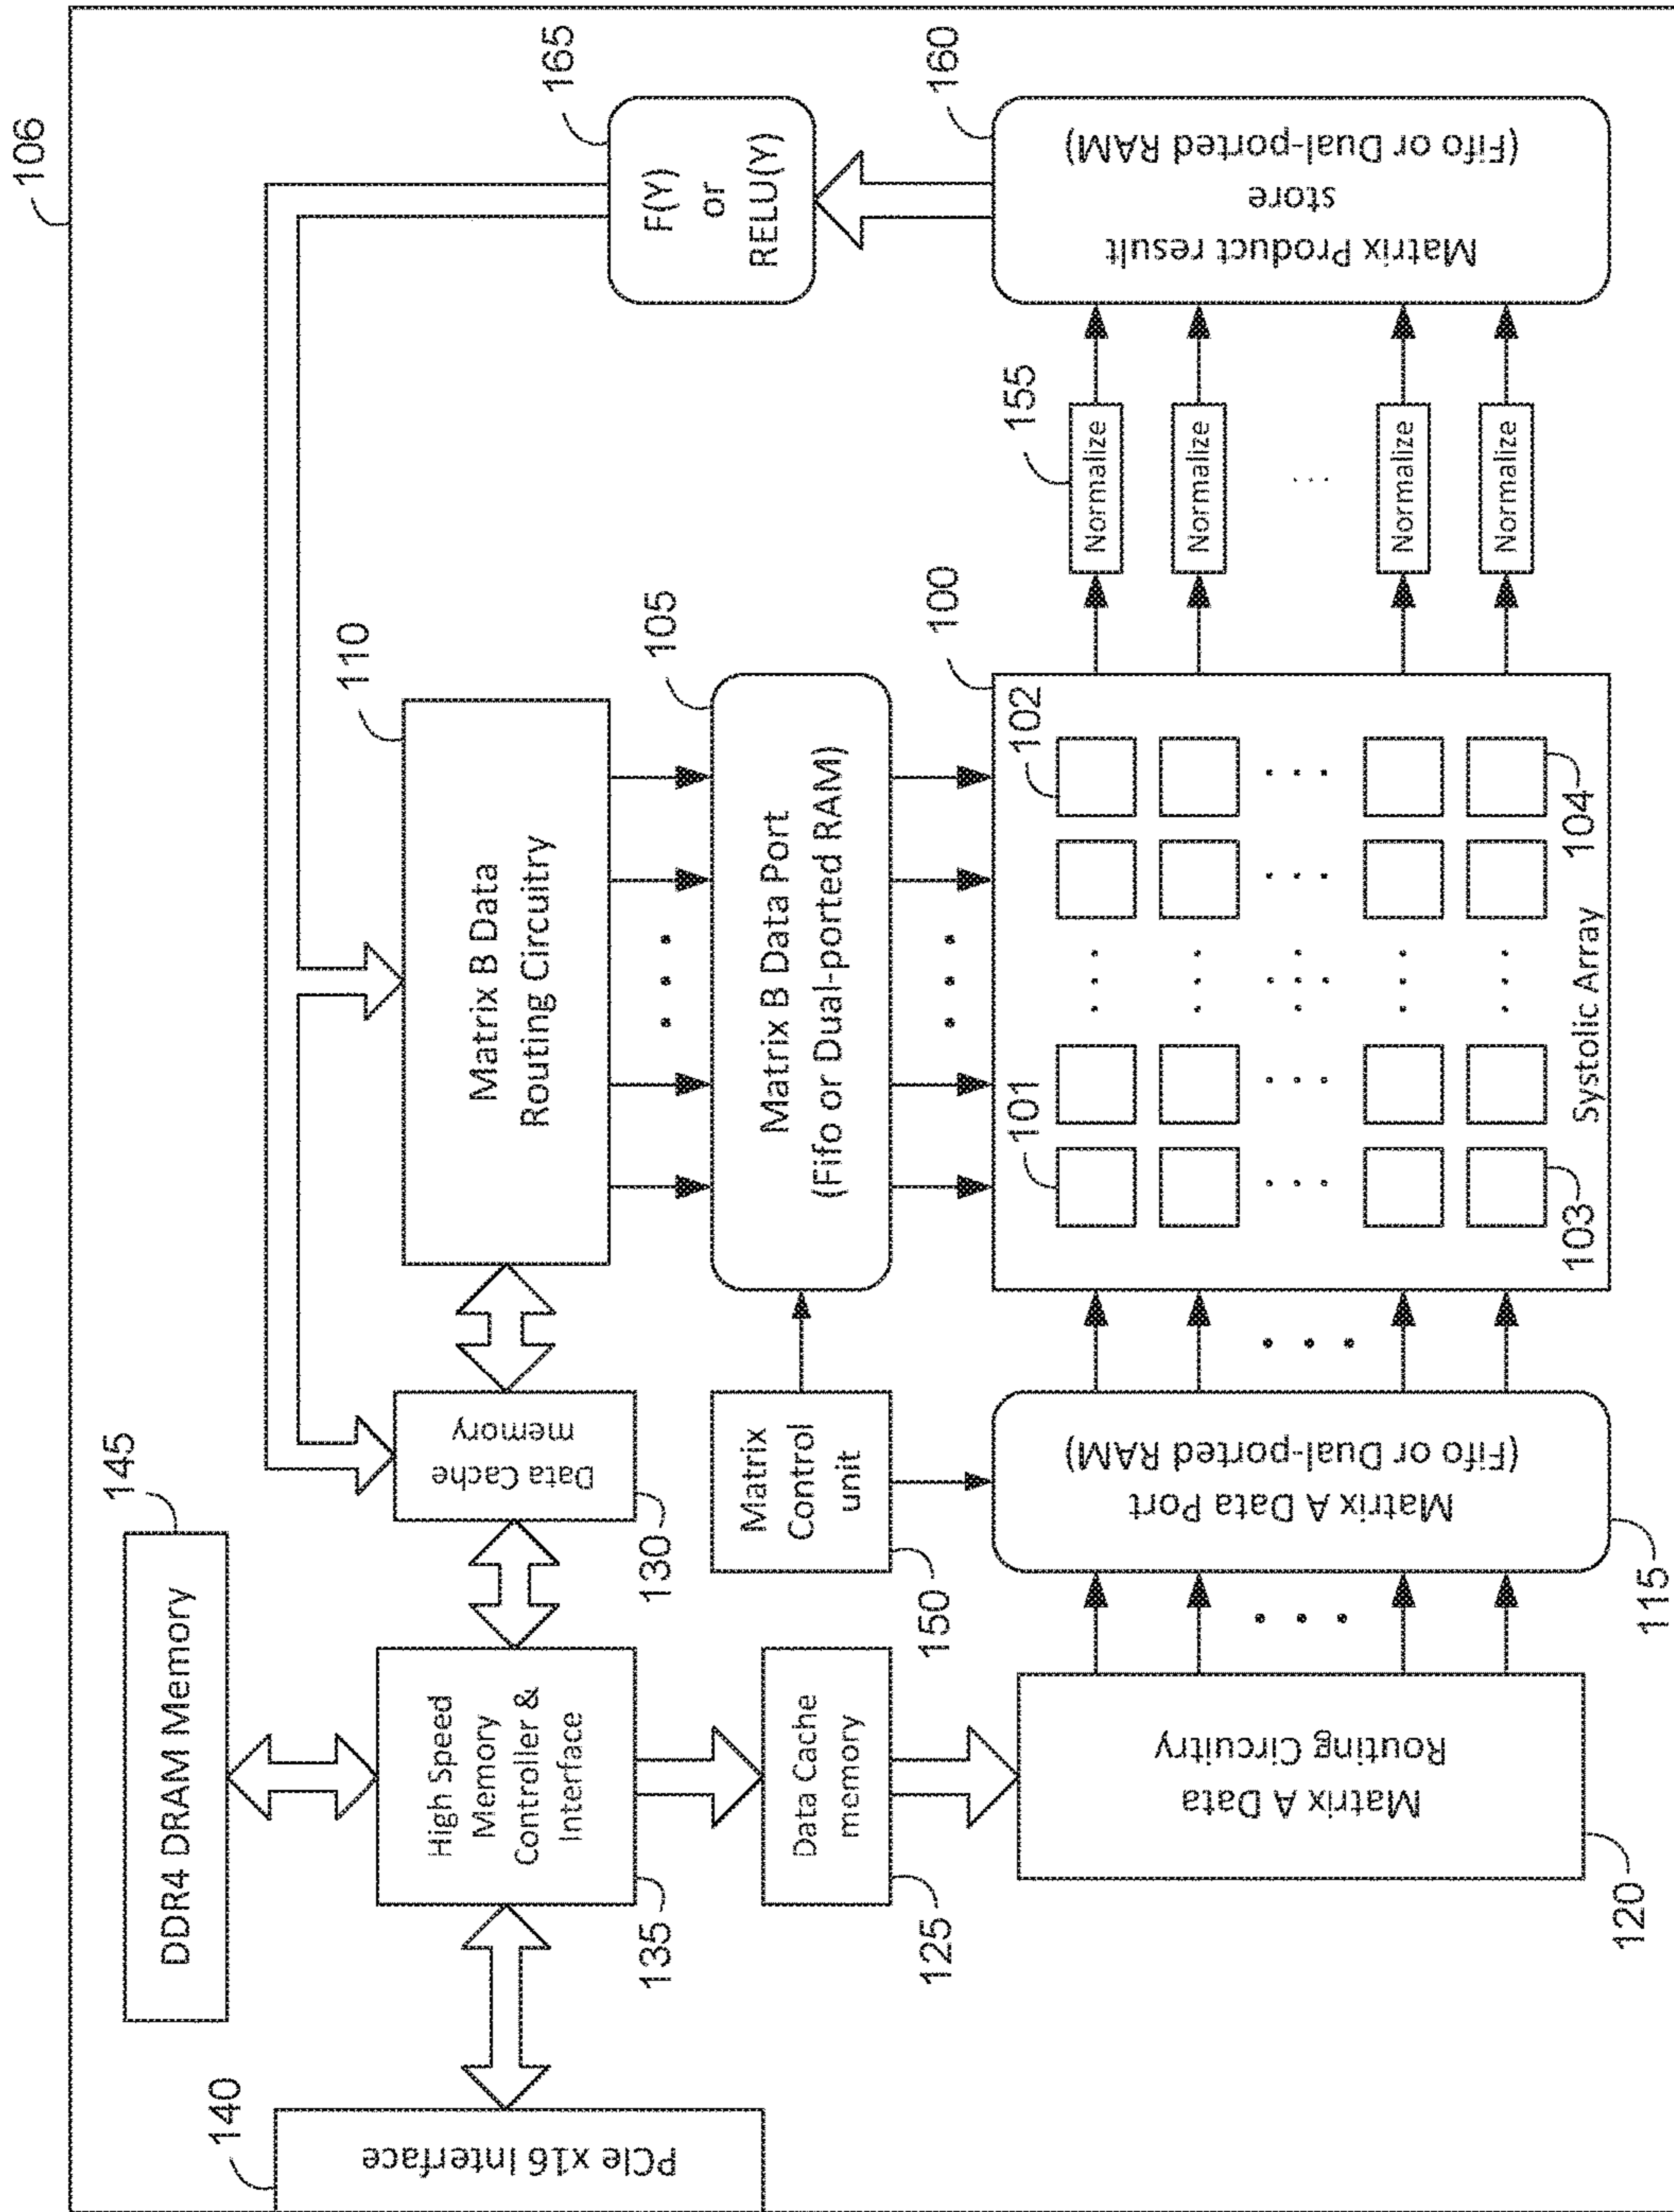 106
140
PCIe x16 Interface
145
DDR4 DRAM Memory
High Speed
Memory
Controller &
Interface
135
Data Cache
memory
130
Matrix B Data
Routing Circuitry
110
F(Y)
or
RELU(Y)
165
Data Cache
memory
125
Matrix
Control
unit
150
Matrix B Data Port
(Fifo or Dual-ported RAM)
105
Matrix A Data
Routing Circuitry
120
Matrix A Data Port
(Fifo or Dual-ported RAM)
115
100
101
102
103
104
Systolic Array
155
Normalize
Normalize
Normalize
Normalize
Matrix Product result
store
(Fifo or Dual-ported RAM)
160